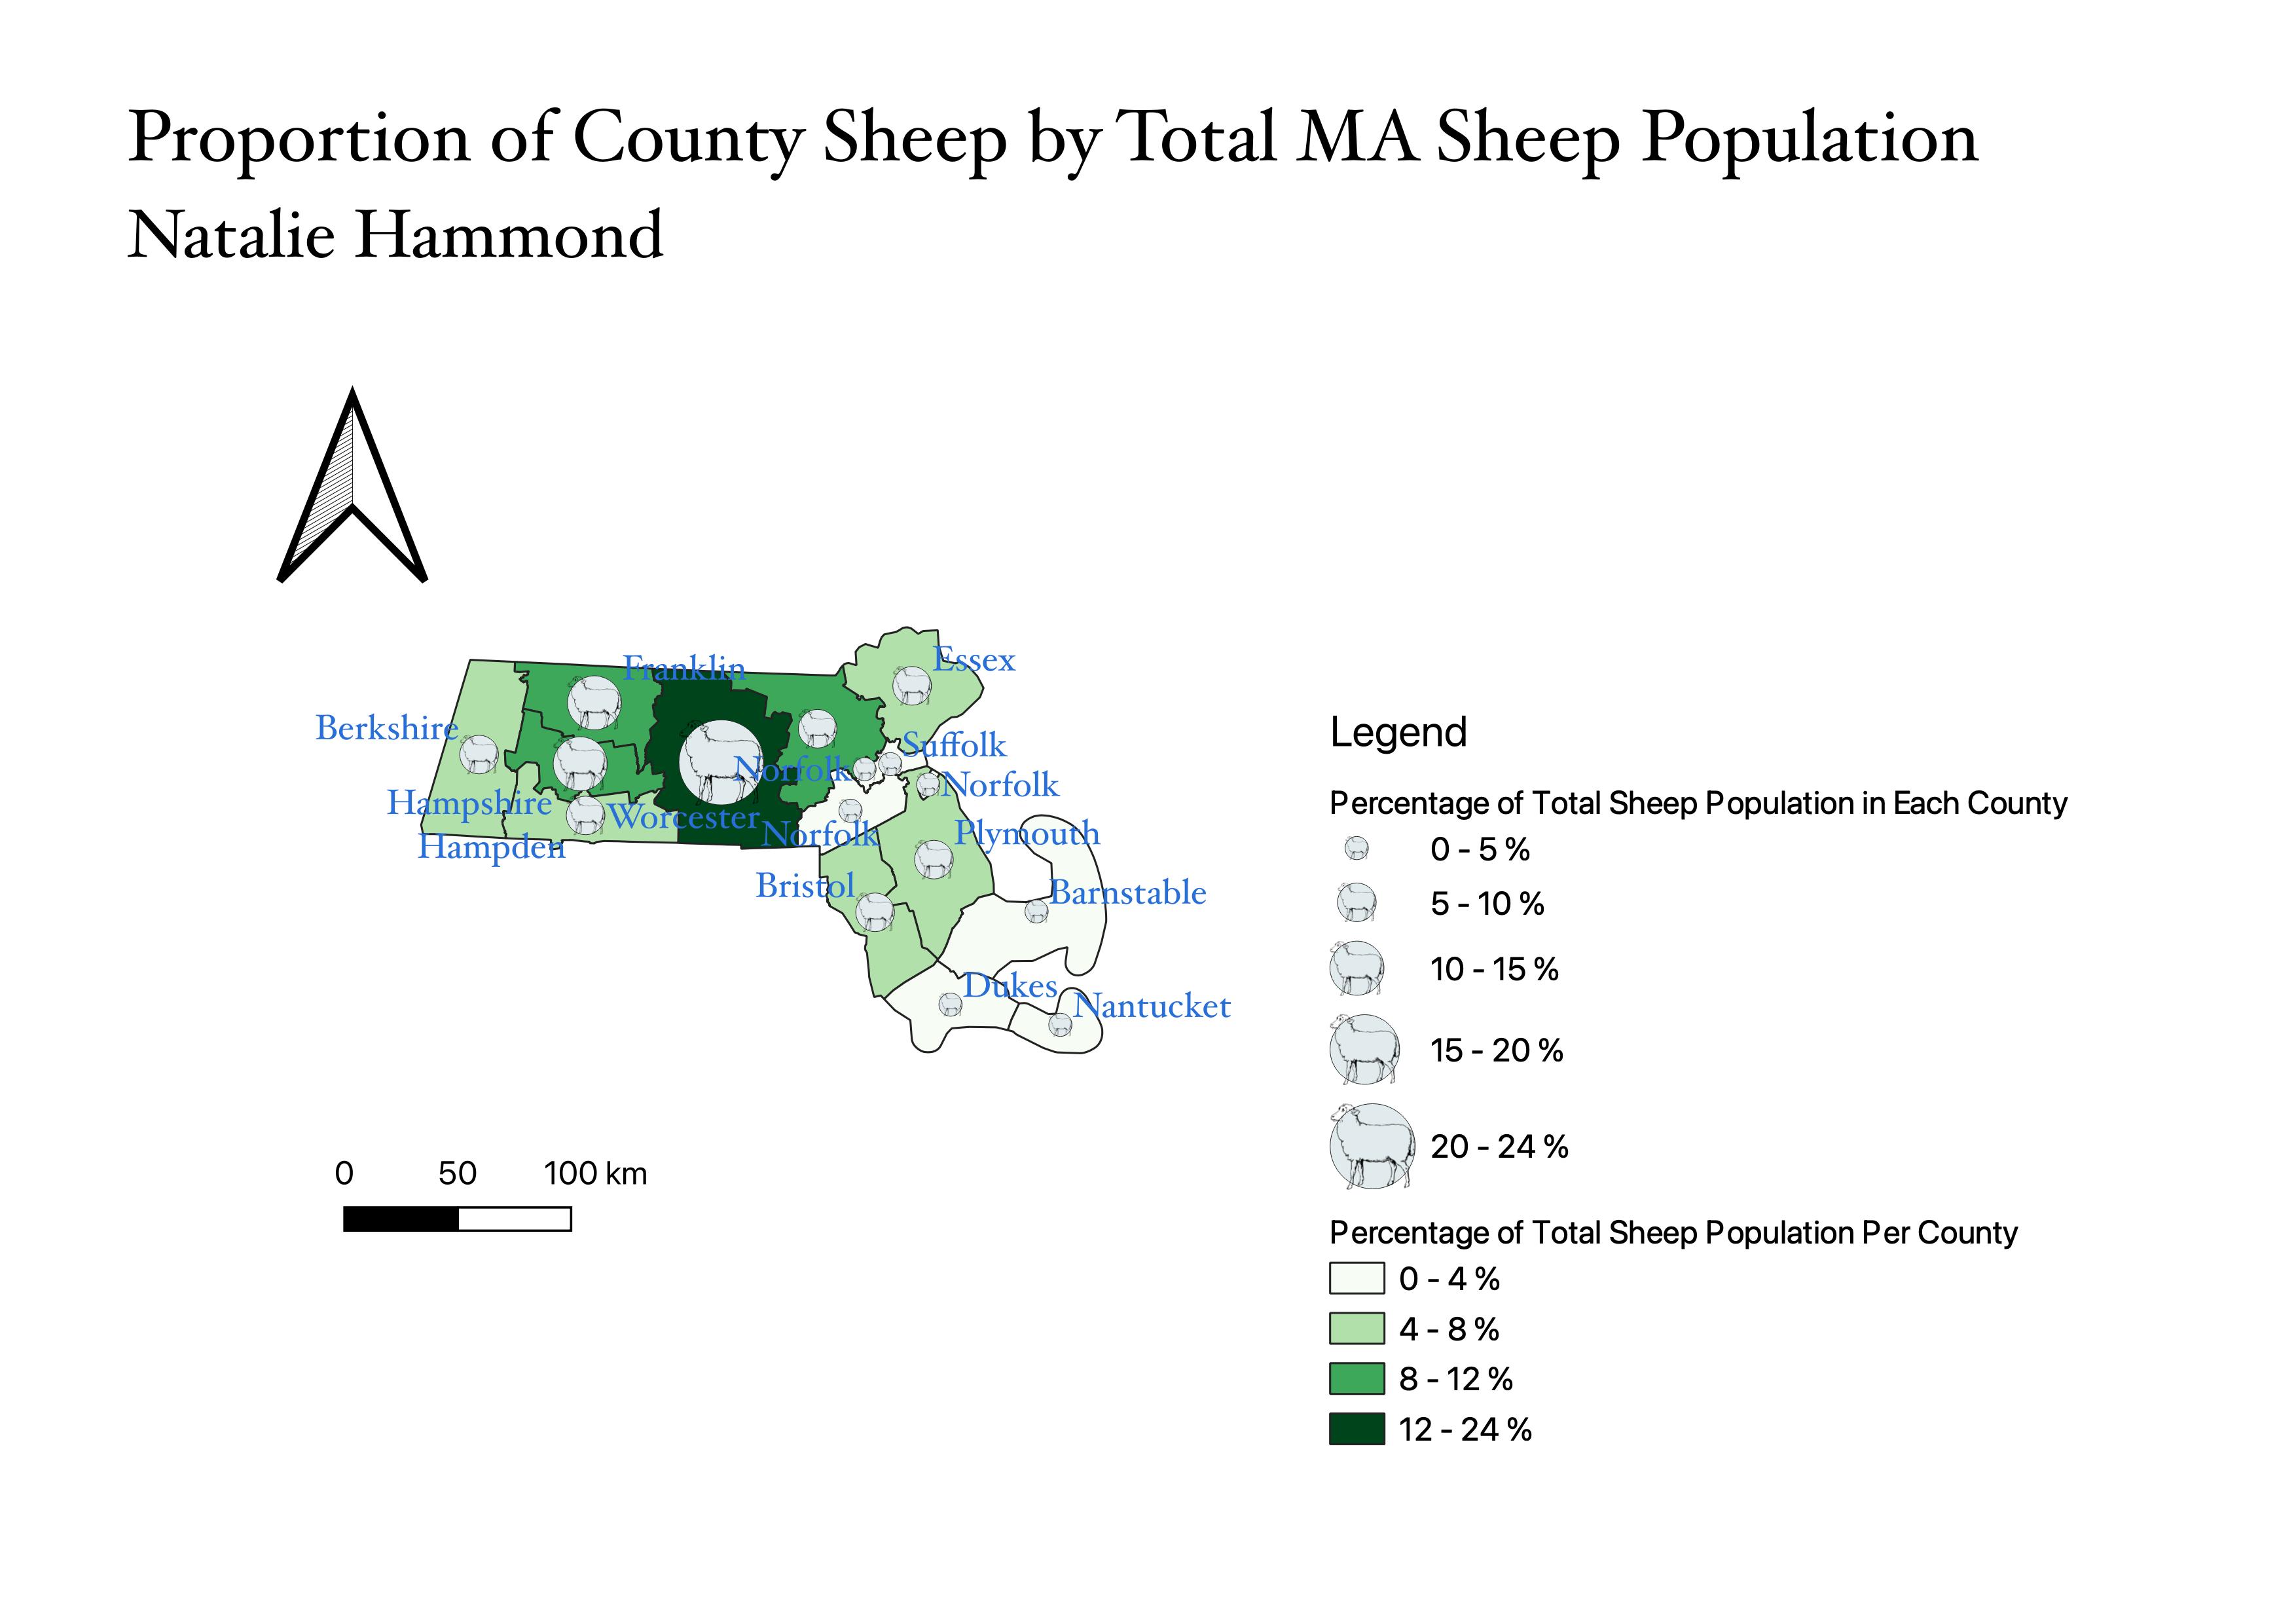 Proportion of County Sheep by Total MA Sheep Population
Natalie Hammond
Essex
Franklin
Berkshire
Suffolk
Norfolk
Norfolk
Hampshire
Worcester
Norfolk
Plymouth
Hampden
Bristol
Barnstable
Dukes
Nantucket
0 50 100 km
Legend
Percentage of Total Sheep Population in Each County
0 - 5 %
5 - 10 %
10 - 15 %
15 - 20 %
20 - 24 %
Percentage of Total Sheep Population Per County
0 - 4 %
4 - 8 %
8 - 12 %
12 - 24 %